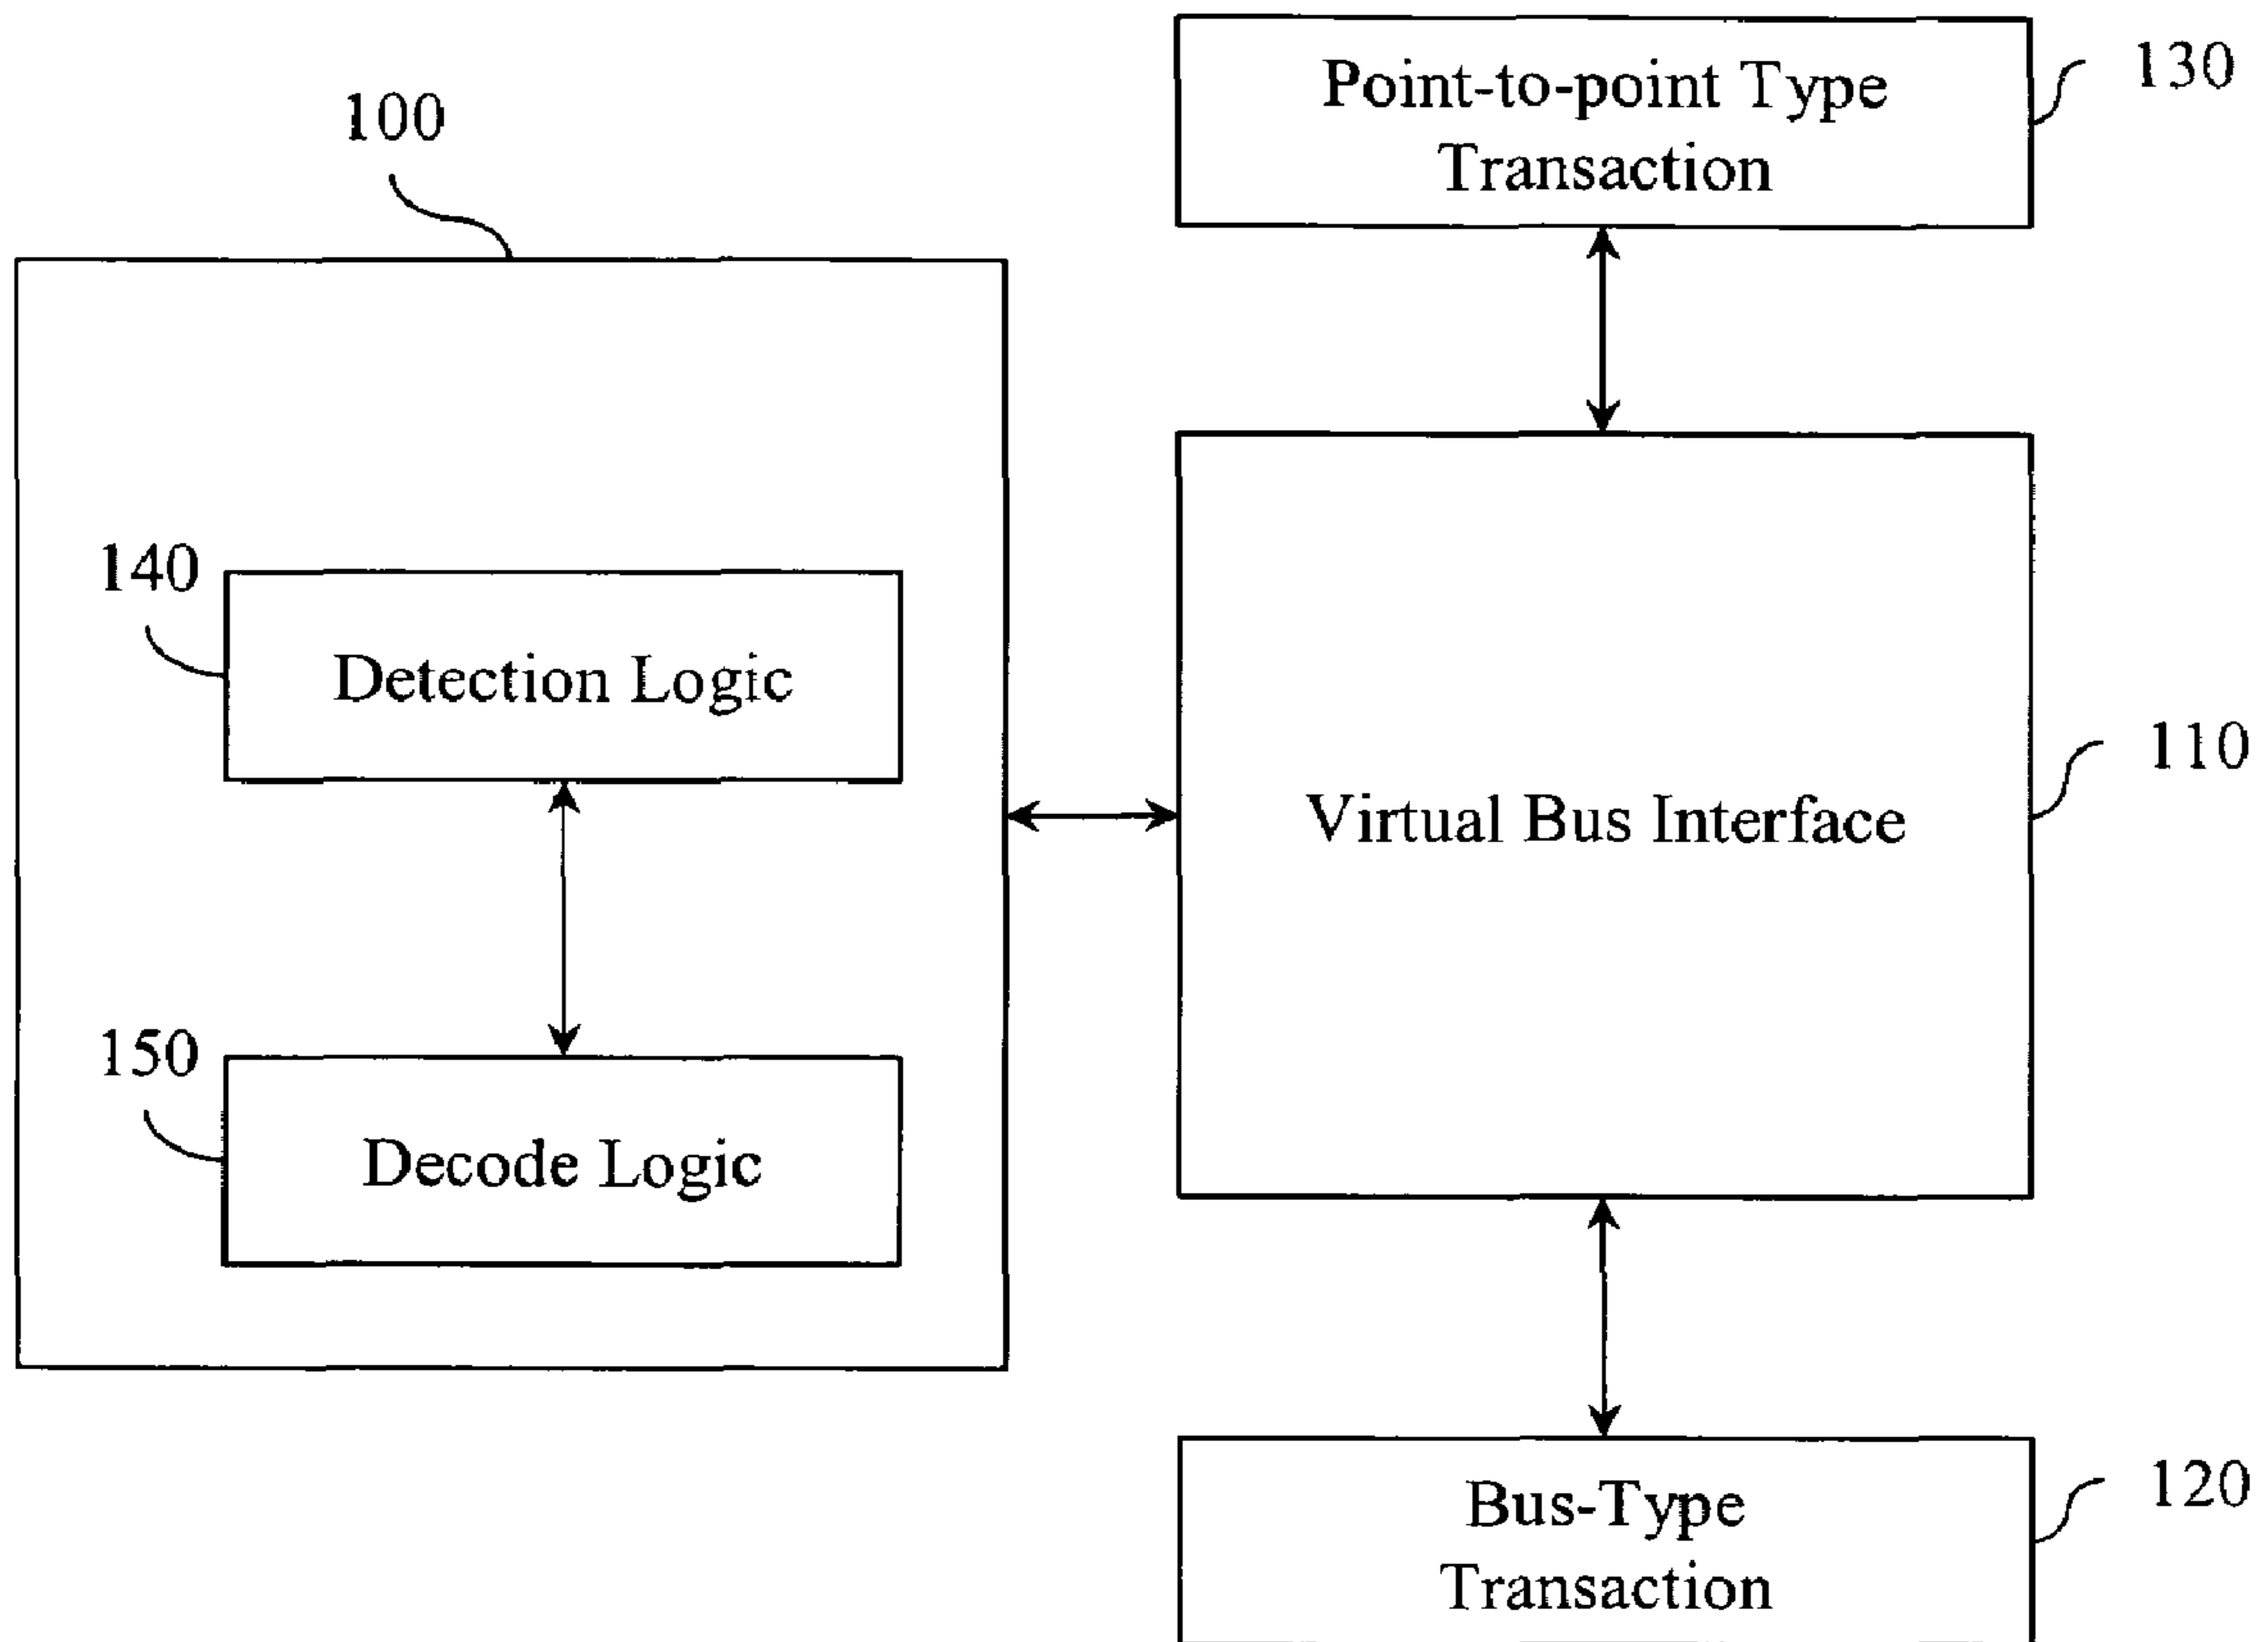 Point-to-point Type
Transaction
130
100
140
Detection Logic
110
Virtual Bus Interface
150
Decode Logic
120
Bus-Type
Transaction